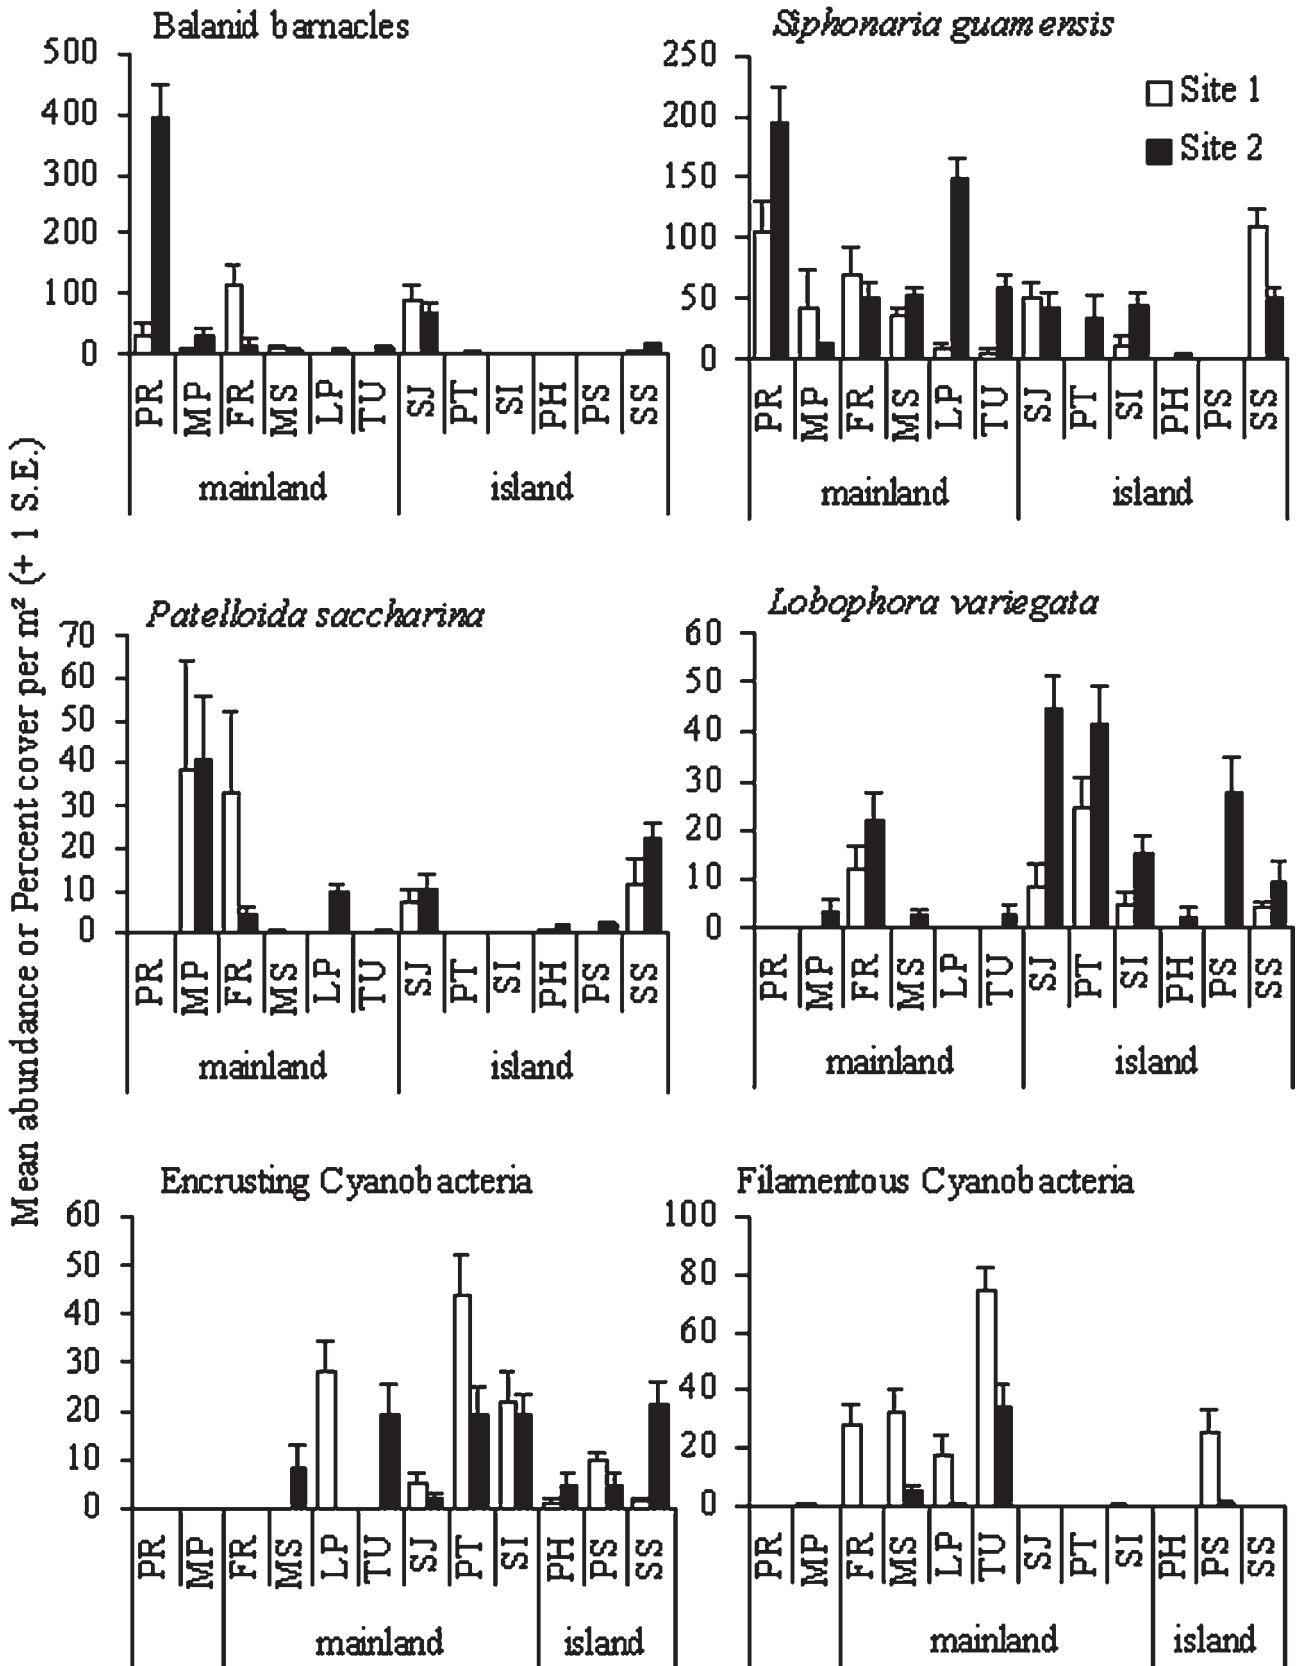 Mean abundance or Percent cover per m² (+ 1 S.E.)
Balanid barnacles
500
400
300
200
100
0
PR MP FR MS LP TU SJ PT SI PH PS SS
mainland island
Siphonaria guamensis
250
200
150
100
50
0
Site 1
Site 2
PR MP FR MS LP TU SJ PT SI PH PS SS
mainland island
Patelloida saccharina
70
60
50
40
30
20
10
0
PR MP FR MS LP TU SJ PT SI PH PS SS
mainland island
Lobophora variegata
60
50
40
30
20
10
0
PR MP FR MS LP TU SJ PT SI PH PS SS
mainland island
Encrusting Cyanobacteria
60
50
40
30
20
10
0
PR MP FR MS LP TU SJ PT SI PH PS SS
mainland island
Filamentous Cyanobacteria
100
80
60
40
20
0
PR MP FR MS LP TU SJ PT SI PH PS SS
mainland island